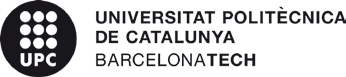 UPC
UNIVERSITAT POLITÈCNICA
DE CATALUNYA
BARCELONATECH